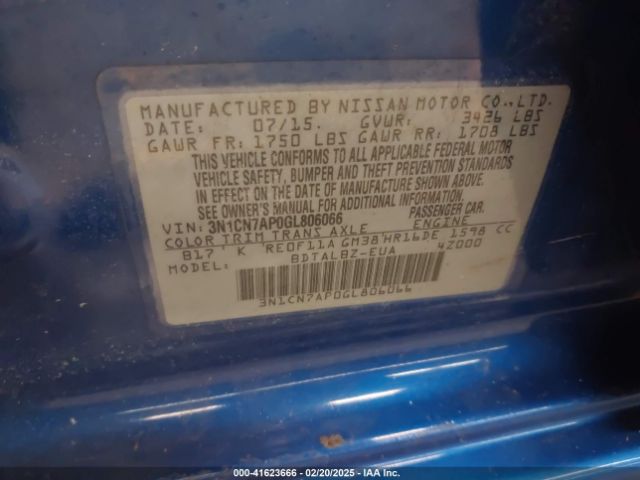 MANUFACTURED BY NISSAN MOTOR CO., LTD.
DATE: 07/15. GVWR: 3426 LBS
GAWR FR: 1750 LBS GAWR RR: 1708 LBS
THIS VEHICLE CONFORMS TO ALL APPLICABLE FEDERAL MOTOR
VEHICLE SAFETY, BUMPER AND THEFT PREVENTION STANDARDS
IN EFFECT ON THE DATE OF MANUFACTURE SHOWN ABOVE.
SEE OWNER'S MANUAL FOR ADDITIONAL INFORMATION
VIN: 3N1CN7AP0GL806066 PASSENGER CAR.
COLOR TRIM TRANS AXLE ENGINE
B17 K RE0F11A GM38 HR16DE 1598 CC
MODEL: BDTALBZ-EUA 4Z000
3N1CN7AP0GL806066
000-41623666 - 02/20/2025 - IAA Inc.